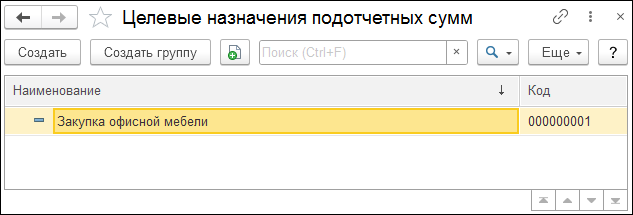 Целевые назначения подотчетных сумм
Создать Создать группу Поиск (Ctrl+F) × Еще ?
Наименование ↓ Код
Закупка офисной мебели 000000001